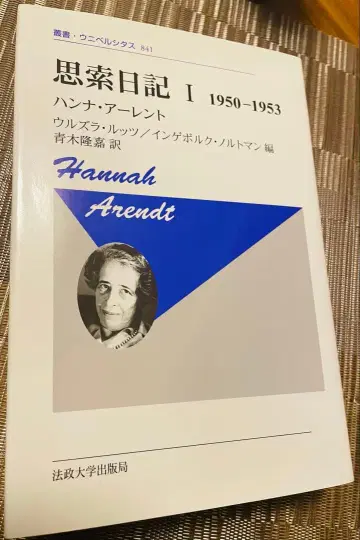 叢書・ウニベルシタス 841
思索日記 I 1950-1953
ハンナ・アーレント
ウルズラ・ルッツ/インゲボルク・ノルトマン 編
青木隆嘉 訳
Hannah
Arendt
法政大学出版局